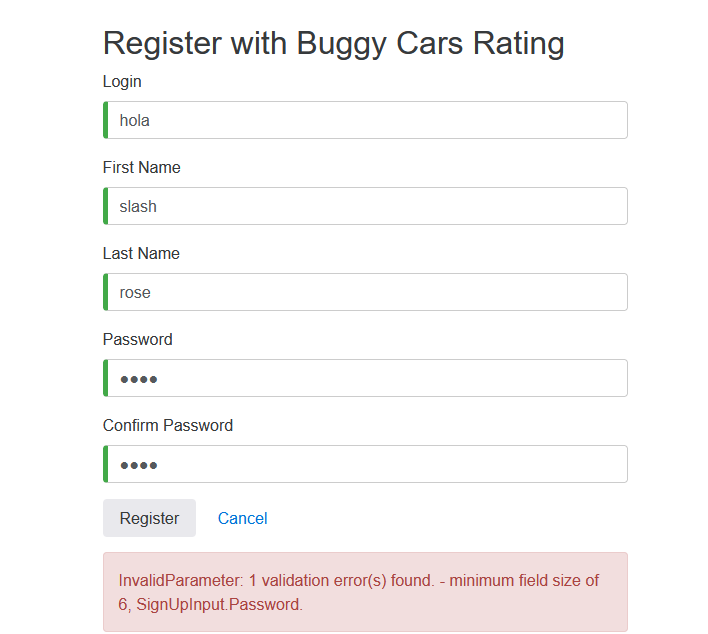 Register with Buggy Cars Rating
Login
hola
First Name
slash
Last Name
rose
Password
●●●●
Confirm Password
●●●●
Register Cancel
InvalidParameter: 1 validation error(s) found. - minimum field size of
6, SignUpInput.Password.